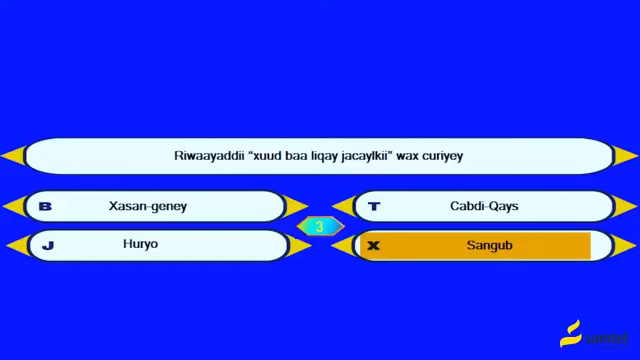 Riwaayaddii “xuud baa liqay jacaylkii” wax curiyey
B Xasan-geney
T Cabdi-Qays
3
J Huryo
X Sangub
somtel